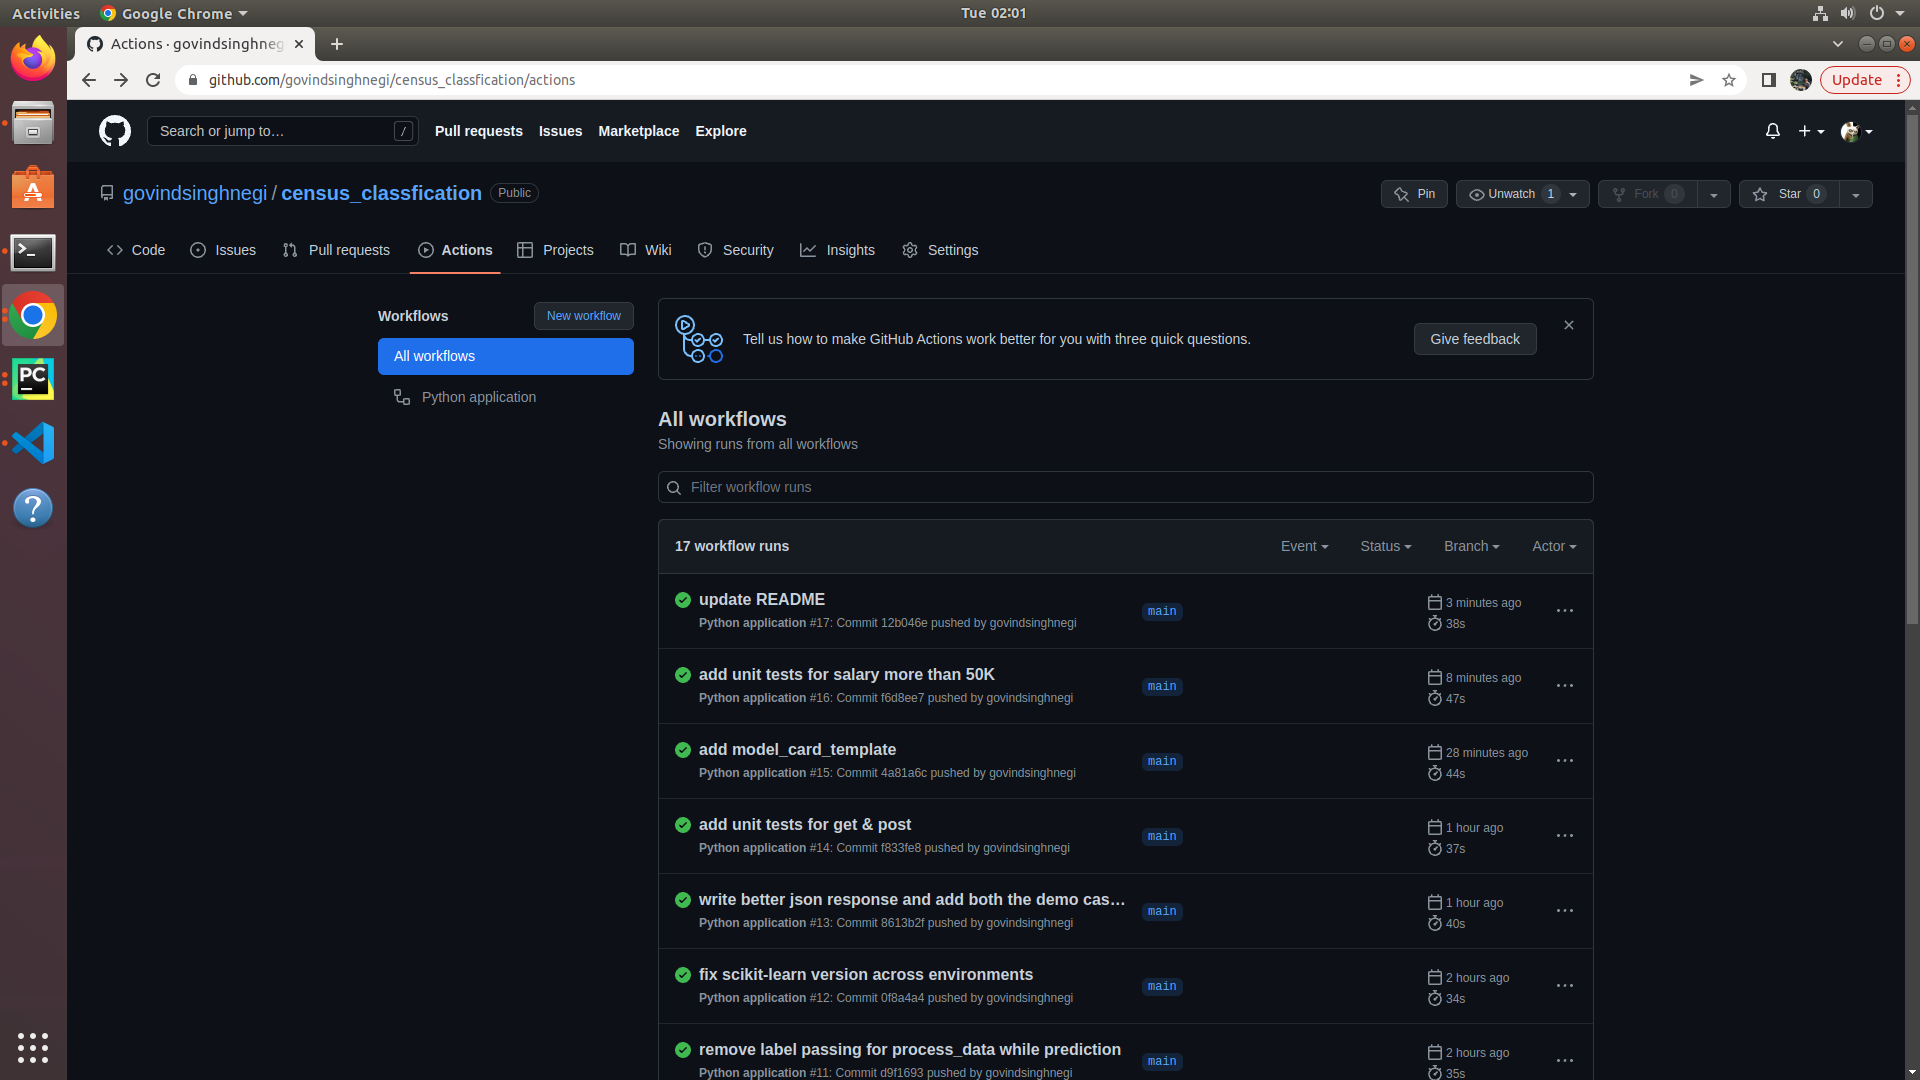 Activities
Google Chrome
Tue 02:01
Actions · govindsinghneg
github.com/govindsinghnegi/census_classfication/actions
Update
Search or jump to…
/
Pull requests
Issues
Marketplace
Explore
govindsinghnegi / census_classfication
Public
Pin
Unwatch 1
Fork 0
Star 0
Code
Issues
Pull requests
Actions
Projects
Wiki
Security
Insights
Settings
Workflows
New workflow
All workflows
Python application
Tell us how to make GitHub Actions work better for you with three quick questions.
Give feedback
All workflows
Showing runs from all workflows
Filter workflow runs
17 workflow runs
Event
Status
Branch
Actor
update README
Python application #17: Commit 12b046e pushed by govindsinghnegi
main
3 minutes ago
38s
add unit tests for salary more than 50K
Python application #16: Commit f6d8ee7 pushed by govindsinghnegi
main
8 minutes ago
47s
add model_card_template
Python application #15: Commit 4a81a6c pushed by govindsinghnegi
main
28 minutes ago
44s
add unit tests for get & post
Python application #14: Commit f833fe8 pushed by govindsinghnegi
main
1 hour ago
37s
write better json response and add both the demo cas…
Python application #13: Commit 8613b2f pushed by govindsinghnegi
main
1 hour ago
40s
fix scikit-learn version across environments
Python application #12: Commit 0f8a4a4 pushed by govindsinghnegi
main
2 hours ago
34s
remove label passing for process_data while prediction
Python application #11: Commit d9f1693 pushed by govindsinghnegi
main
2 hours ago
35s
PC